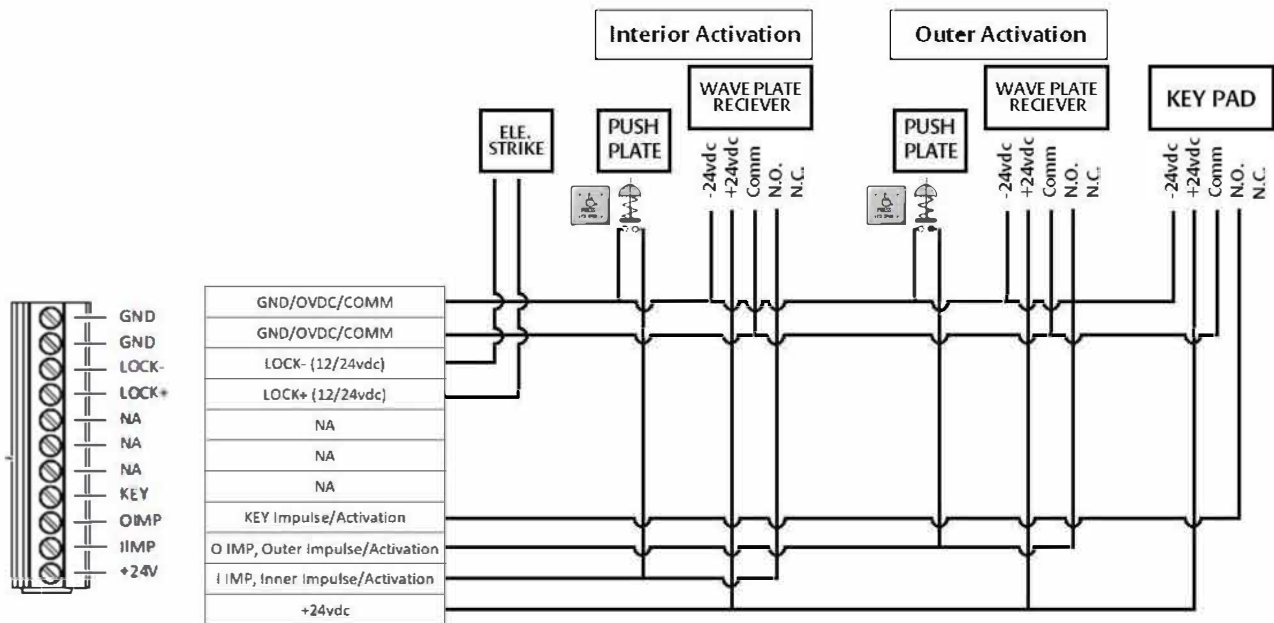 Interior Activation
Outer Activation
ELE.
STRIKE
PUSH
PLATE
WAVE PLATE
RECIEVER
PUSH
PLATE
WAVE PLATE
RECIEVER
KEY PAD
-24vdc
+24vdc
Comm
N.O.
N.C.
-24vdc
+24vdc
Comm
N.O.
N.C.
-24vdc
+24vdc
Comm
N.O.
N.C.
PRESS
PRESS
GND
GND
LOCK-
LOCK+
NA
NA
NA
KEY
OIMP
IIMP
+24V
GND/OVDC/COMM
GND/OVDC/COMM
LOCK- (12/24vdc)
LOCK+ (12/24vdc)
NA
NA
NA
KEY Impulse/Activation
O IMP, Outer Impulse/Activation
I IMP, Inner Impulse/Activation
+24vdc